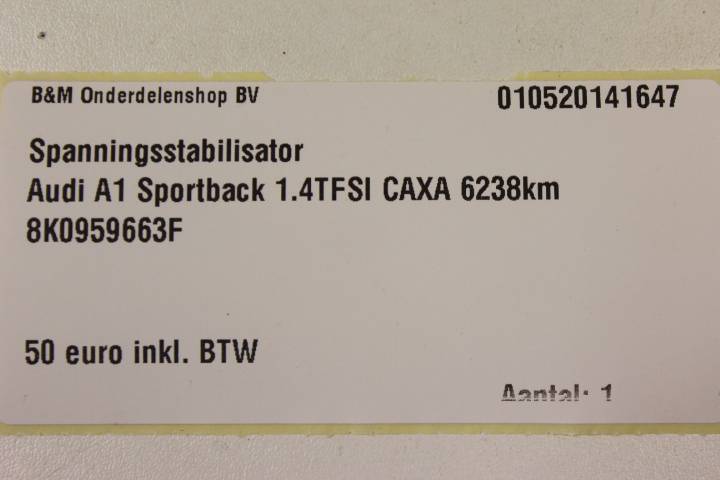 B&M Onderdelenshop BV 010520141647
Spanningsstabilisator
Audi A1 Sportback 1.4TFSI CAXA 6238km
8K0959663F
50 euro inkl. BTW
Aantal: 1